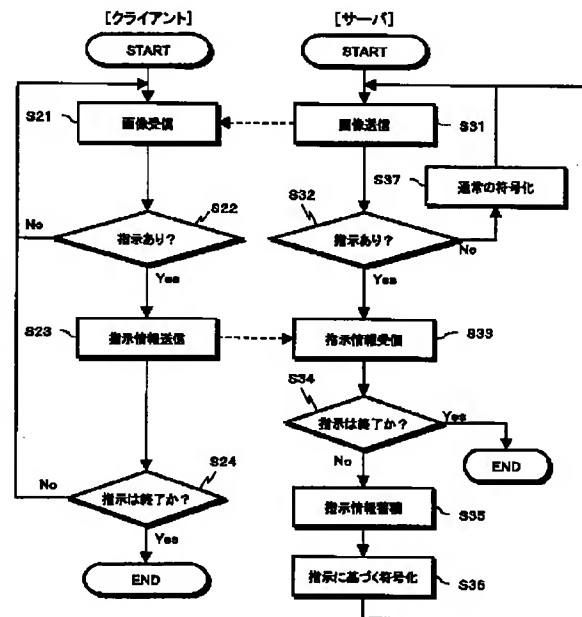 [クライアント]
START
S21
画像受信
S22
指示あり?
No
Yes
S23
指示情報送信
S24
指示は終了か?
No
Yes
END
[サーバ]
START
画像送信
S31
S37
通常の符号化
S32
指示あり?
No
Yes
指示情報受信
S33
S34
指示は終了か?
Yes
No
END
指示情報蓄積
S35
指示に基づく符号化
S36